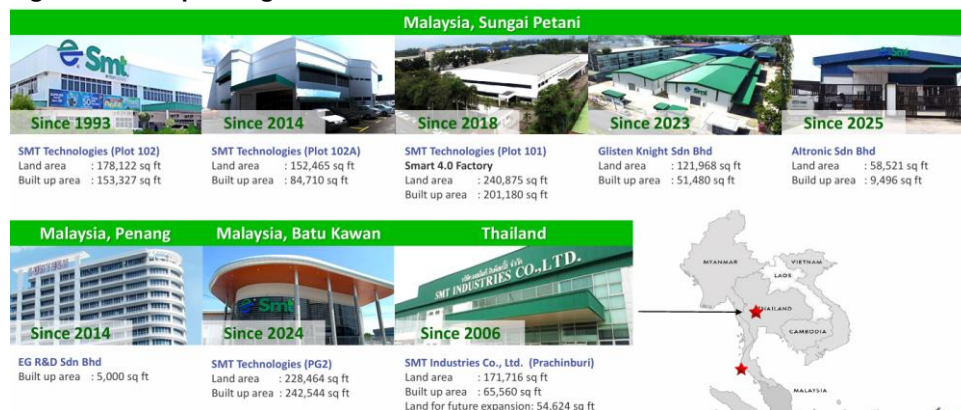 Malaysia, Sungai Petani
Smt
Since 1993
Since 2014
Since 2018
Since 2023
Since 2025
SMT Technologies (Plot 102)
Land area : 178,122 sq ft
Built up area : 153,327 sq ft
SMT Technologies (Plot 102A)
Land area : 152,465 sq ft
Built up area : 84,710 sq ft
SMT Technologies (Plot 101)
Smart 4.0 Factory
Land area : 240,875 sq ft
Built up area : 201,180 sq ft
Glisten Knight Sdn Bhd
Land area : 121,968 sq ft
Built up area : 51,480 sq ft
Altronic Sdn Bhd
Land area : 58,521 sq ft
Build up area : 9,496 sq ft
Malaysia, Penang
Malaysia, Batu Kawan
Thailand
Smt
SMT INDUSTRIES CO.,LTD.
Since 2014
Since 2024
Since 2006
EG R&D Sdn Bhd
Built up area : 5,000 sq ft
SMT Technologies (PG2)
Land area : 228,464 sq ft
Built up area : 242,544 sq ft
SMT Industries Co., Ltd. (Prachinburi)
Land area : 171,716 sq ft
Built up area : 65,560 sq ft
Land for future expansion: 54,624 sq ft
MYANMAR
VIETNAM
LAOS
THAILAND
CAMBODIA
MALAYSIA